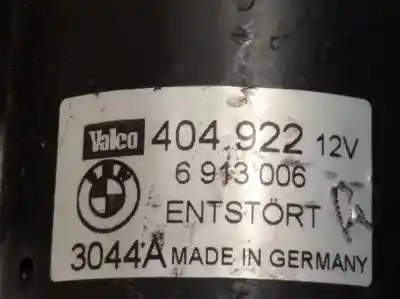 Valeo 404.922 12V
6 913 006
ENTSTÖRT
3044A MADE IN GERMANY